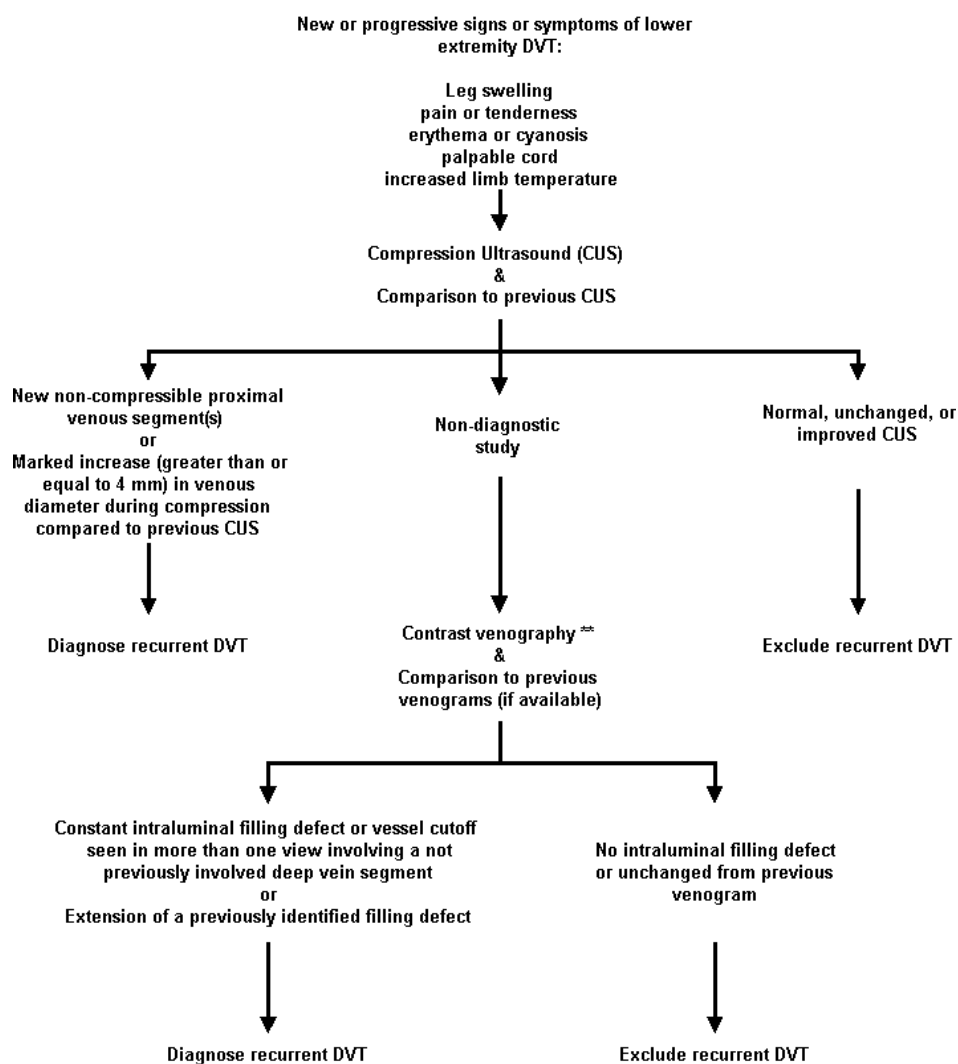 New or progressive signs or symptoms of lower
extremity DVT:
Leg swelling
pain or tenderness
erythema or cyanosis
palpable cord
increased limb temperature
Compression Ultrasound (CUS)
&
Comparison to previous CUS
New non-compressible proximal
venous segment(s)
or
Marked increase (greater than or
equal to 4 mm) in venous
diameter during compression
compared to previous CUS
Non-diagnostic
study
Normal, unchanged, or
improved CUS
Diagnose recurrent DVT
Contrast venography **
&
Comparison to previous
venograms (if available)
Exclude recurrent DVT
Constant intraluminal filling defect or vessel cutoff
seen in more than one view involving a not
previously involved deep vein segment
or
Extension of a previously identified filling defect
No intraluminal filling defect
or unchanged from previous
venogram
Diagnose recurrent DVT
Exclude recurrent DVT